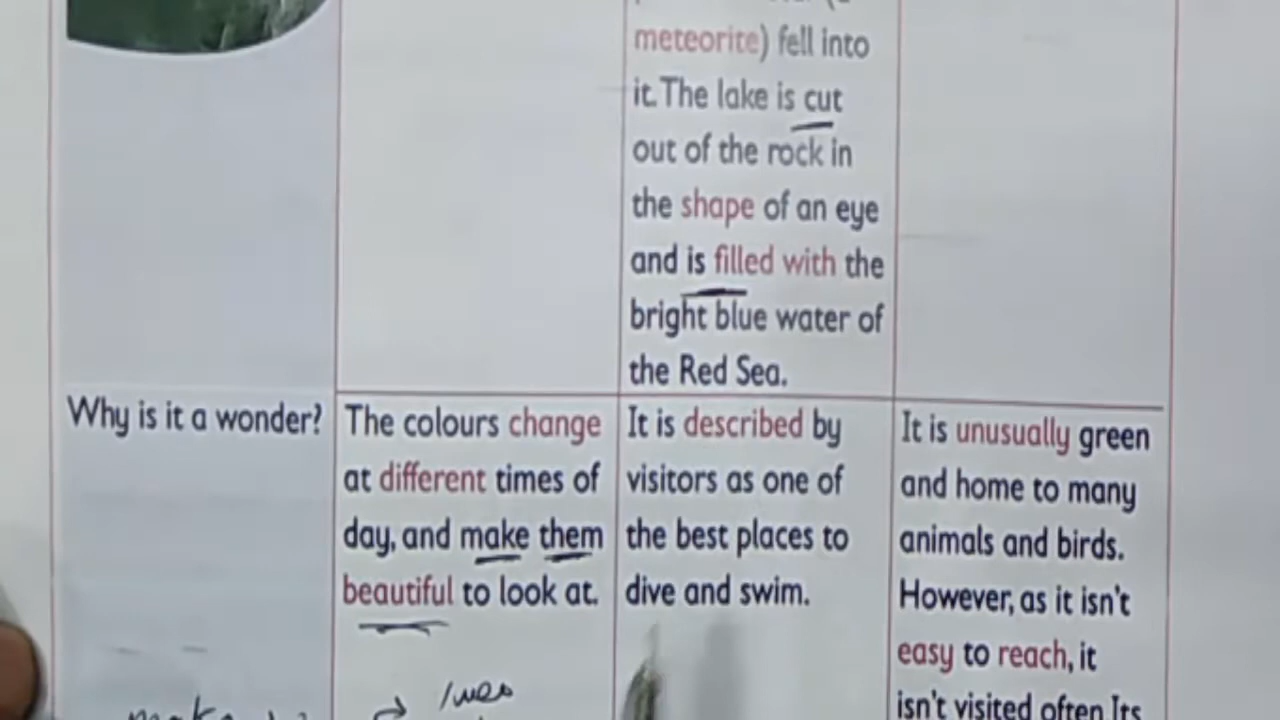 meteorite) fell into
it. The lake is cut
out of the rock in
the shape of an eye
and is filled with the
bright blue water of
the Red Sea.
Why is it a wonder?
The colours change
at different times of
day, and make them
beautiful to look at.
It is described by
visitors as one of
the best places to
dive and swim.
It is unusually green
and home to many
animals and birds.
However, as it isn't
easy to reach, it
isn't visited often. Its
make